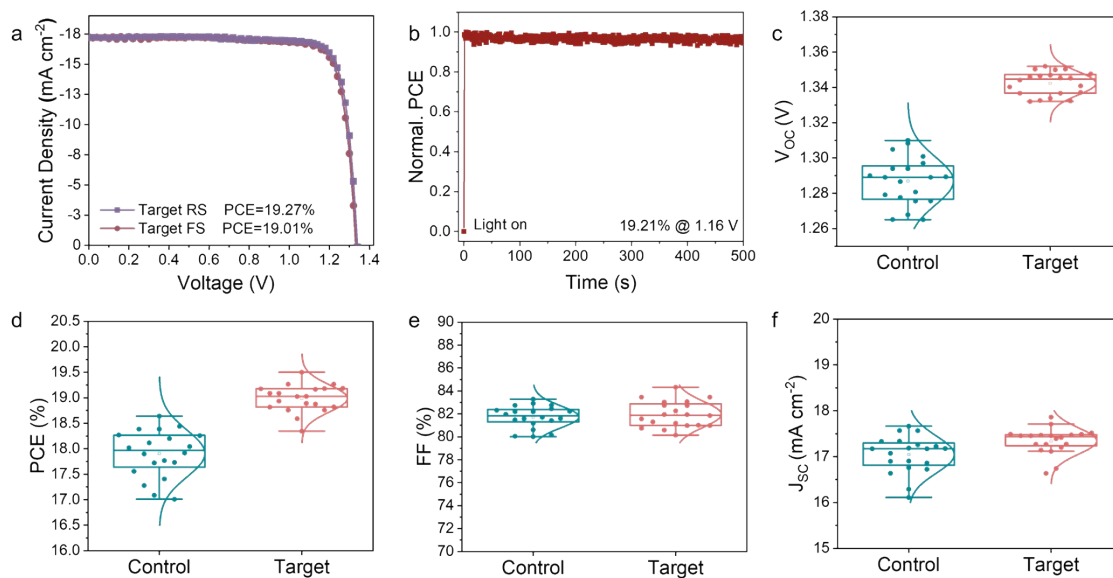 a
-18
-15
-13
-10
-8
-5
-3
0
Current Density (mA cm-2)
Target RS PCE=19.27%
Target FS PCE=19.01%
0.0 0.2 0.4 0.6 0.8 1.0 1.2 1.4
Voltage (V)
b
1.0
0.8
0.6
0.4
0.2
0.0
Normal. PCE
Light on 19.21% @ 1.16 V
0 100 200 300 400 500
Time (s)
c
1.38
1.36
1.34
1.32
1.30
1.28
1.26
VOC (V)
Control Target
d
20.5
20.0
19.5
19.0
18.5
18.0
17.5
17.0
16.5
16.0
PCE (%)
Control Target
e
90
88
86
84
82
80
78
76
74
72
70
FF (%)
Control Target
f
20
19
18
17
16
15
JSC (mA cm-2)
Control Target